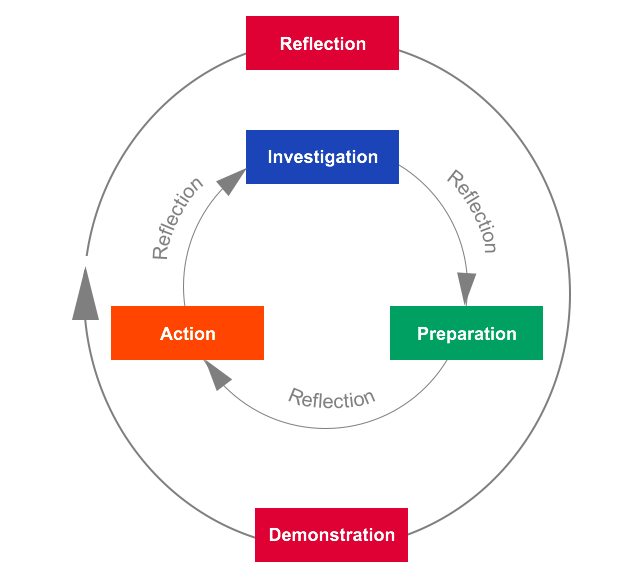 Reflection
Investigation
Reflection
Reflection
Action
Preparation
Reflection
Demonstration